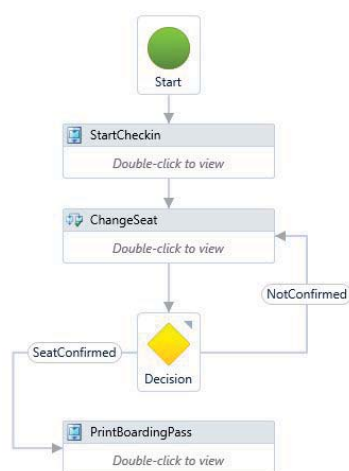 Start
StartCheckin
Double-click to view
ChangeSeat
Double-click to view
NotConfirmed
SeatConfirmed
Decision
PrintBoardingPass
Double-click to view